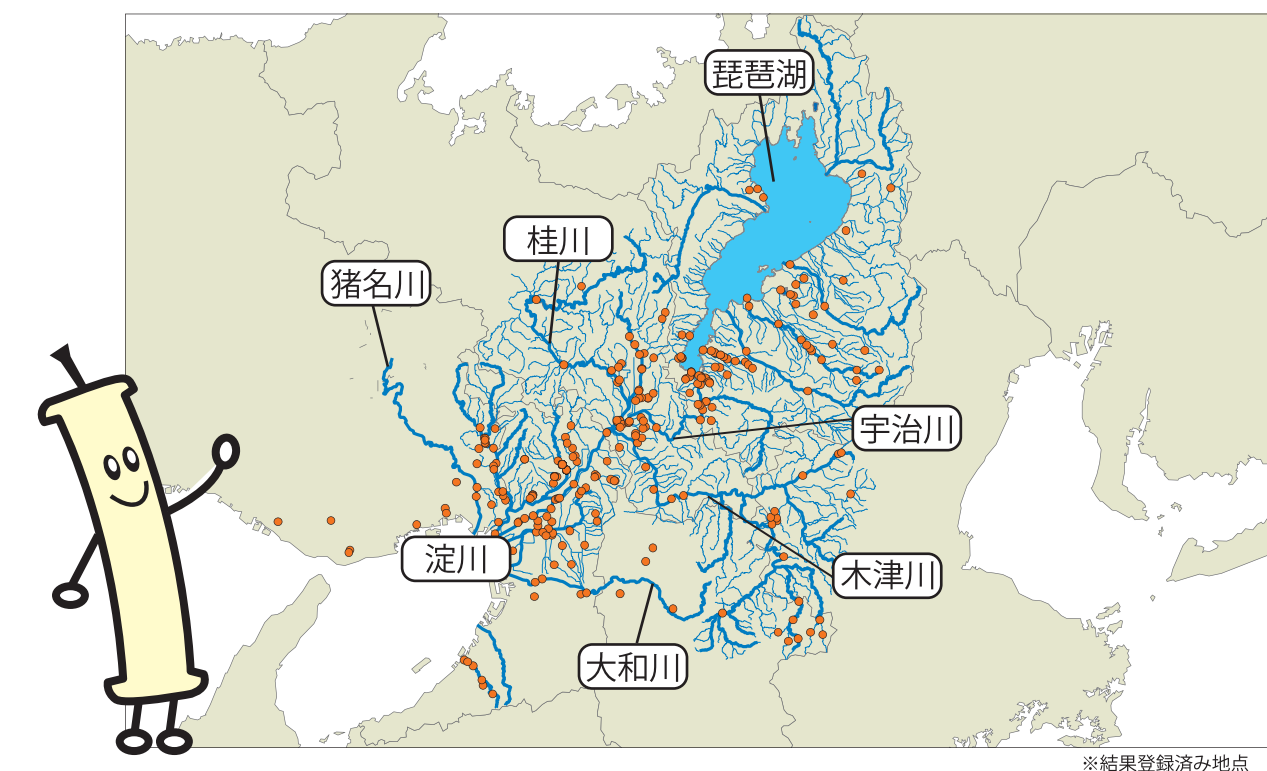 琵琶湖
桂川
猪名川
宇治川
淀川
木津川
大和川
※結果登録済み地点